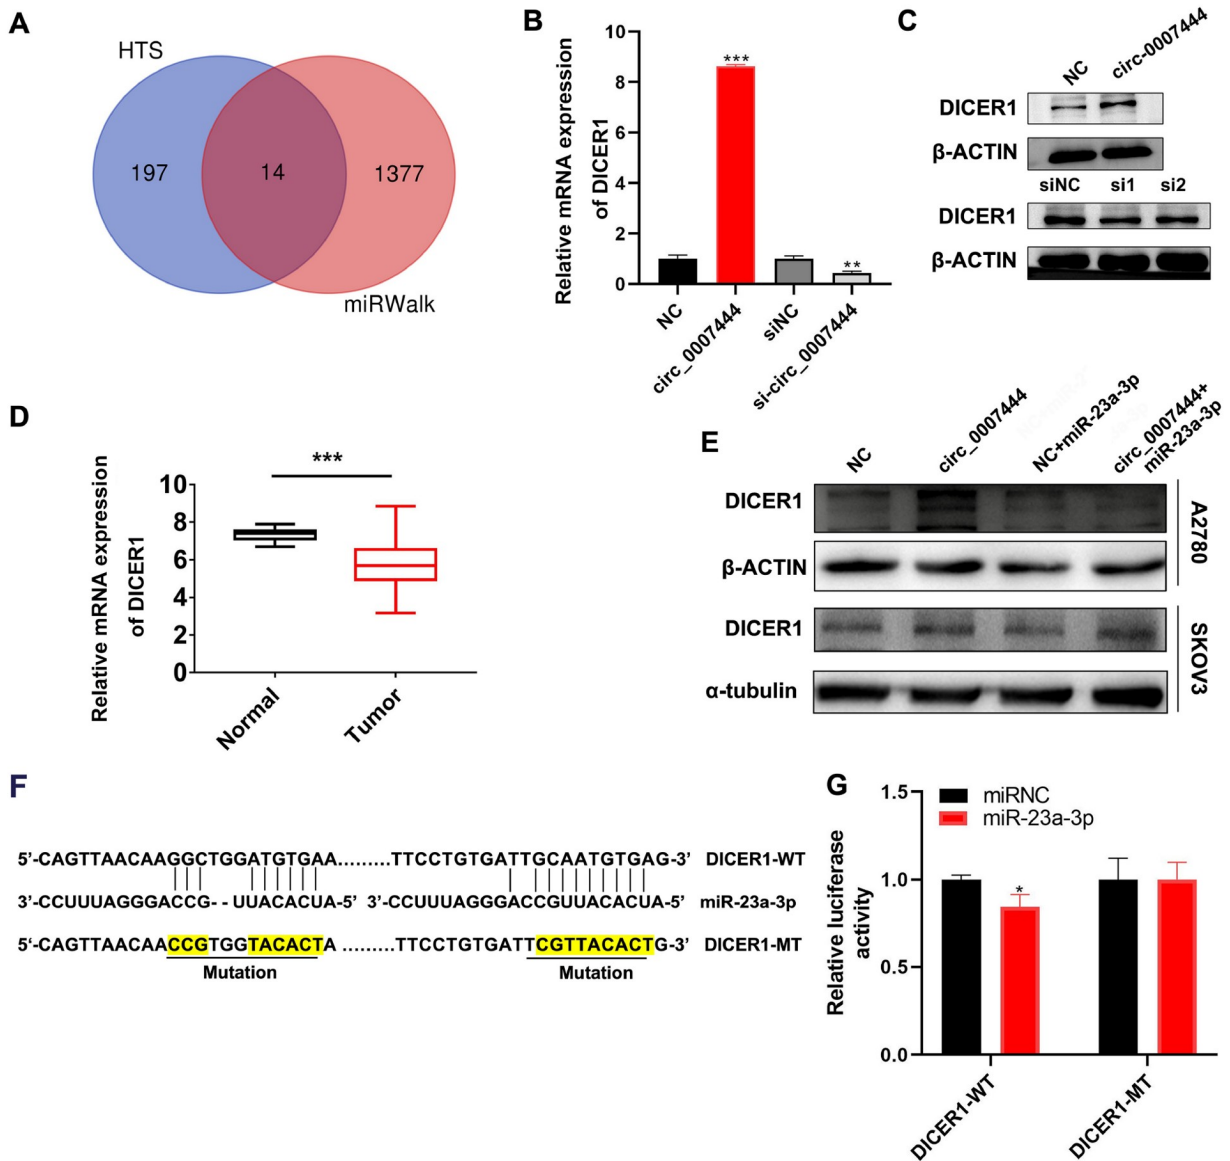 A
HTS
197
14
1377
miRWalk
B
Relative mRNA expression
of DICER1
10
8
6
4
2
0
***
**
NC
circ_0007444
siNC
si-circ_0007444
C
NC
circ-0007444
DICER1
β-ACTIN
siNC si1 si2
DICER1
β-ACTIN
D
Relative mRNA expression
of DICER1
10
8
6
4
2
0
***
Normal
Tumor
E
NC
circ_0007444
NC+miR-23a-3p
circ_0007444+
miR-23a-3p
DICER1
β-ACTIN
A2780
DICER1
α-tubulin
SKOV3
F
5’-CAGTTAACAAGGCTGGATGTGAA.........TTCCTGTGATTGCAATGTGAG-3’ DICER1-WT
3’-CCUUUAGGGACCG--UUACACUA-5’ 3’-CCUUUAGGGACCGUUACACUA-5’ miR-23a-3p
5‘-CAGTTAACAACCGTGGTACACTA.........TTCCTGTGATTCGTTACACTG-3’ DICER1-MT
Mutation Mutation
G
Relative luciferase
activity
1.5
1.0
0.5
0.0
miRNC
miR-23a-3p
*
DICER1-WT
DICER1-MT